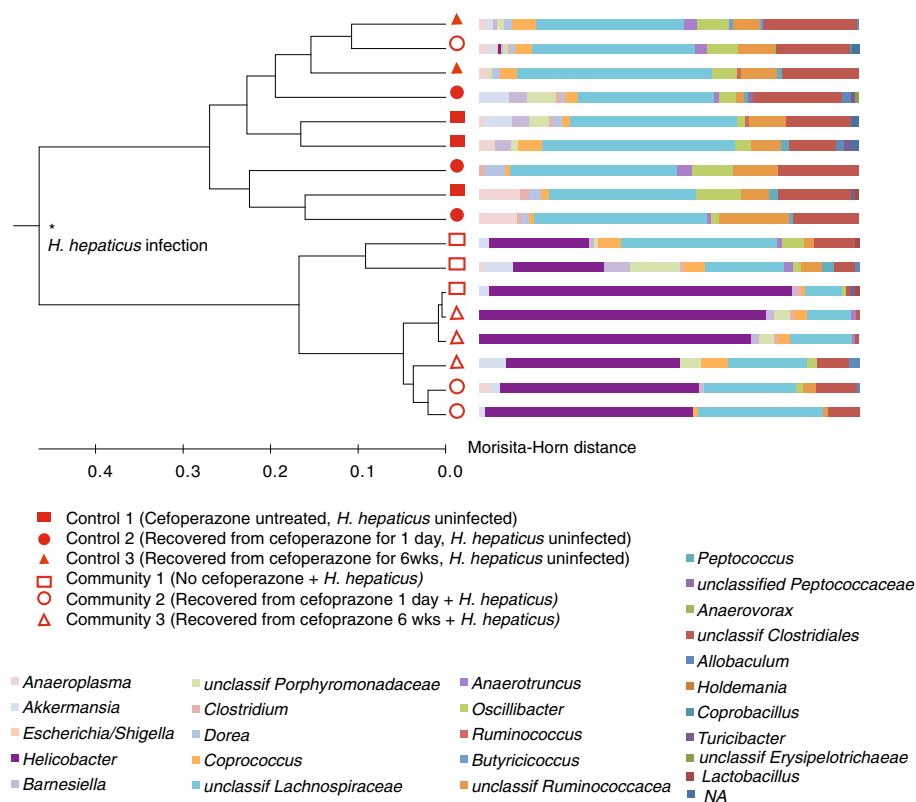 *
H. hepaticus infection
Morisita-Horn distance
0.4 0.3 0.2 0.1 0.0
Control 1 (Cefoperazone untreated, H. hepaticus uninfected)
Control 2 (Recovered from cefoperazone for 1 day, H. hepaticus uninfected)
Control 3 (Recovered from cefoperazone for 6wks, H. hepaticus uninfected)
Community 1 (No cefoperazone + H. hepaticus)
Community 2 (Recovered from cefoprazone 1 day + H. hepaticus)
Community 3 (Recovered from cefoprazone 6 wks + H. hepaticus)
Anaeroplasma
Akkermansia
Escherichia/Shigella
Helicobacter
Barnesiella
unclassif Porphyromonadaceae
Clostridium
Dorea
Coprococcus
unclassif Lachnospiraceae
Anaerotruncus
Oscillibacter
Ruminococcus
Butyricicoccus
unclassif Ruminococcacea
Peptococcus
unclassified Peptococcaceae
Anaerovorax
unclassif Clostridiales
Allobaculum
Holdemania
Coprobacillus
Turicibacter
unclassif Erysipelotrichaeae
Lactobacillus
NA